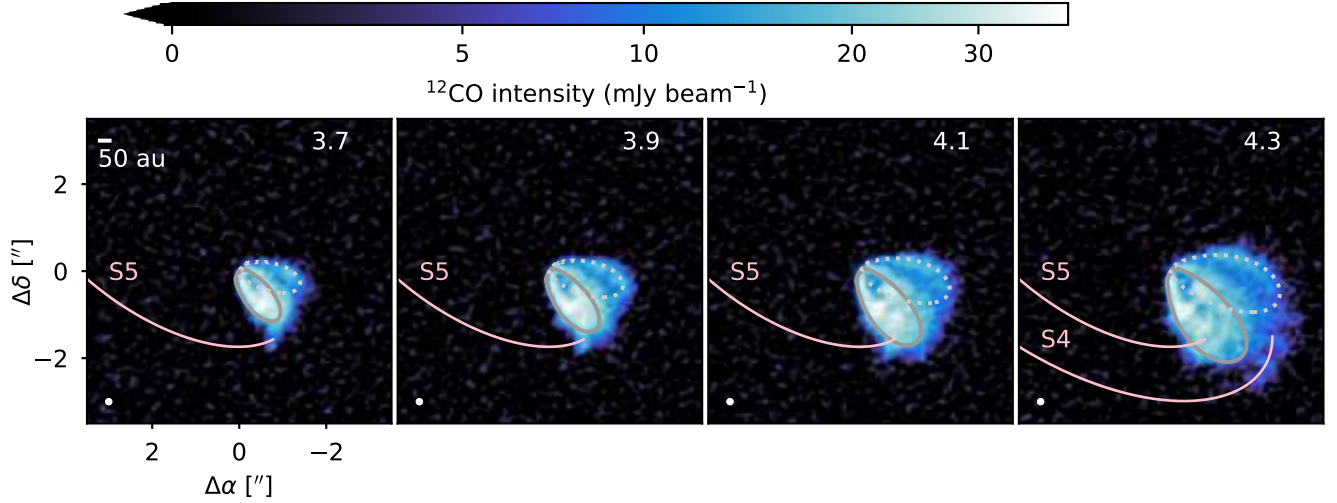 0 5 10 20 30
¹²CO intensity (mJy beam⁻¹)
3.7 3.9 4.1 4.3
50 au
2
0
−2
Δδ [″]
S5 S5 S5 S5
S4
2 0 −2
Δα [″]